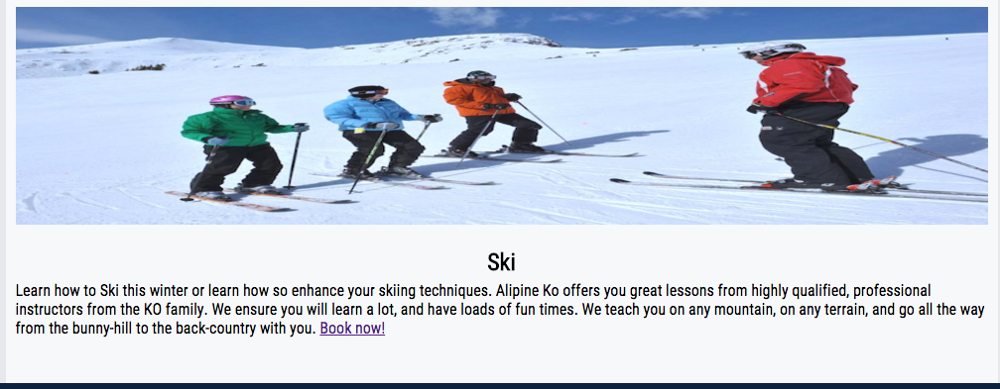 Ski
Learn how to Ski this winter or learn how so enhance your skiing techniques. Alipine Ko offers you great lessons from highly qualified, professional
instructors from the KO family. We ensure you will learn a lot, and have loads of fun times. We teach you on any mountain, on any terrain, and go all the way
from the bunny-hill to the back-country with you. Book now!